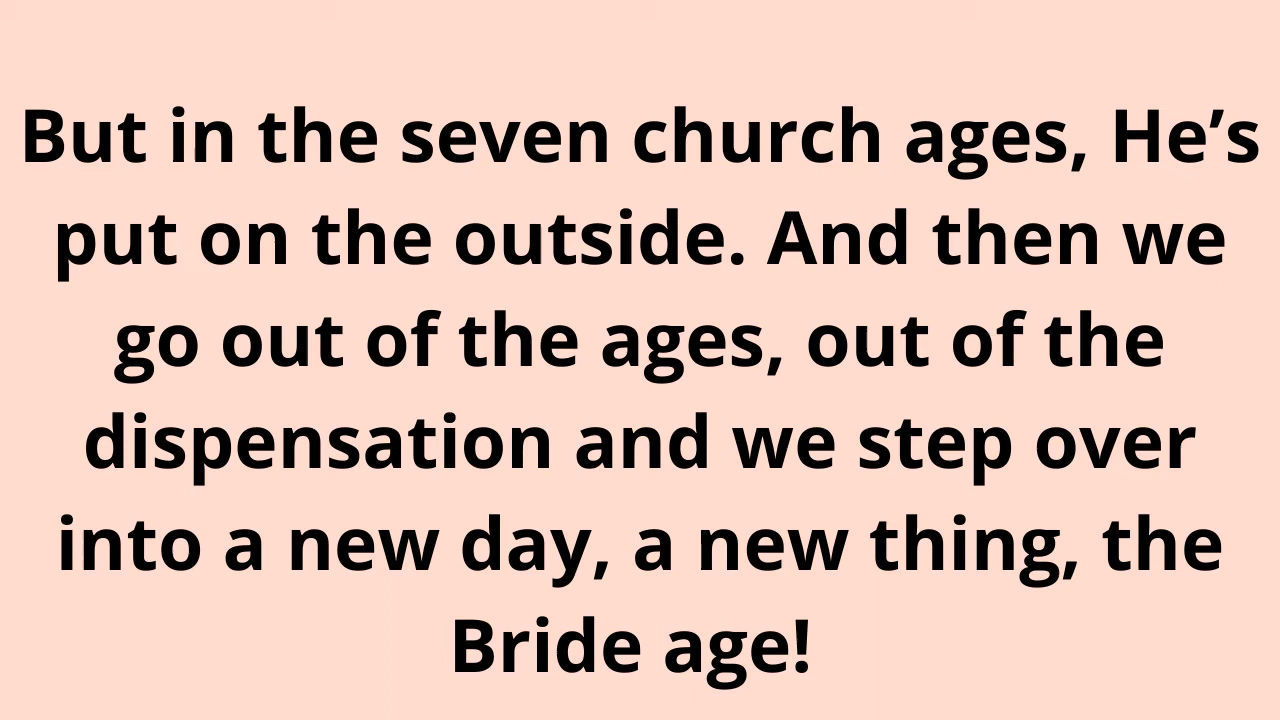 But in the seven church ages, He’s
put on the outside. And then we
go out of the ages, out of the
dispensation and we step over
into a new day, a new thing, the
Bride age!